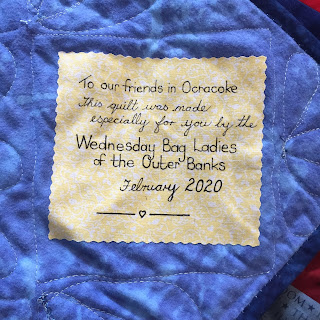 To our friends in Ocracoke
this quilt was made
especially for you by the
Wednesday Bag Ladies
of the Outer Banks
February 2020